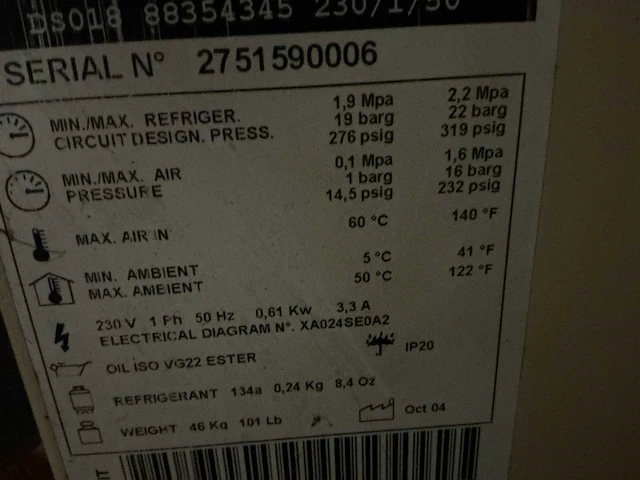 DS018 88354345 230/1/50
SERIAL N° 2751590006
MIN./MAX. REFRIGER. 1,9 Mpa 2,2 Mpa
CIRCUIT DESIGN. PRESS. 19 barg 22 barg
276 psig 319 psig
MIN./MAX. AIR 0,1 Mpa 1,6 Mpa
PRESSURE 1 barg 16 barg
14,5 psig 232 psig
MAX. AIR IN 60 °C 140 °F
MIN. AMBIENT 5°C 41 °F
MAX. AMBIENT 50 °C 122 °F
230 V 1 Ph 50 Hz 0,61 Kw 3,3 A
ELECTRICAL DIAGRAM N°. XA024SE0A2
OIL ISO VG22 ESTER IP20
REFRIGERANT 134a 0,24 Kg 8,4 Oz
WEIGHT 46 Kg 101 Lb Oct 04